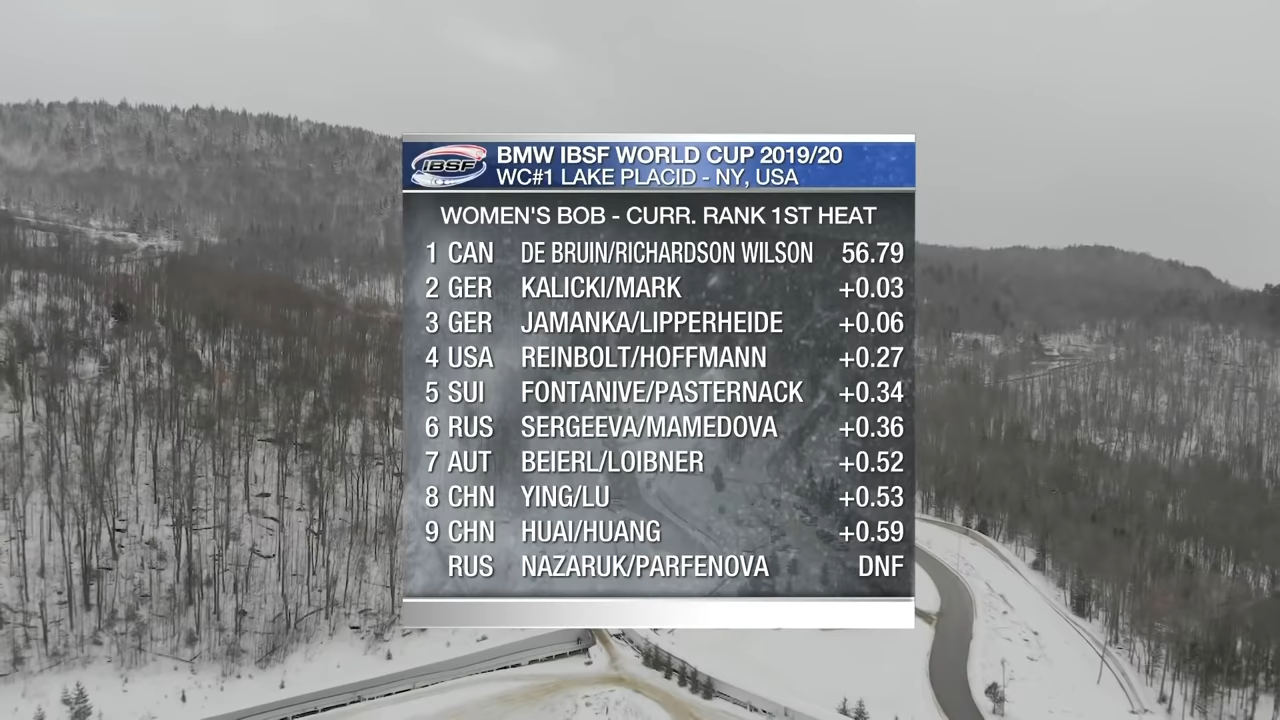 IBSF
BMW IBSF WORLD CUP 2019/20
WC#1 LAKE PLACID - NY, USA
WOMEN'S BOB - CURR. RANK 1ST HEAT
1 CAN DE BRUIN/RICHARDSON WILSON 56.79
2 GER KALICKI/MARK +0.03
3 GER JAMANKA/LIPPERHEIDE +0.06
4 USA REINBOLT/HOFFMANN +0.27
5 SUI FONTANIVE/PASTERNACK +0.34
6 RUS SERGEEVA/MAMEDOVA +0.36
7 AUT BEIERL/LOIBNER +0.52
8 CHN YING/LU +0.53
9 CHN HUAI/HUANG +0.59
RUS NAZARUK/PARFENOVA DNF